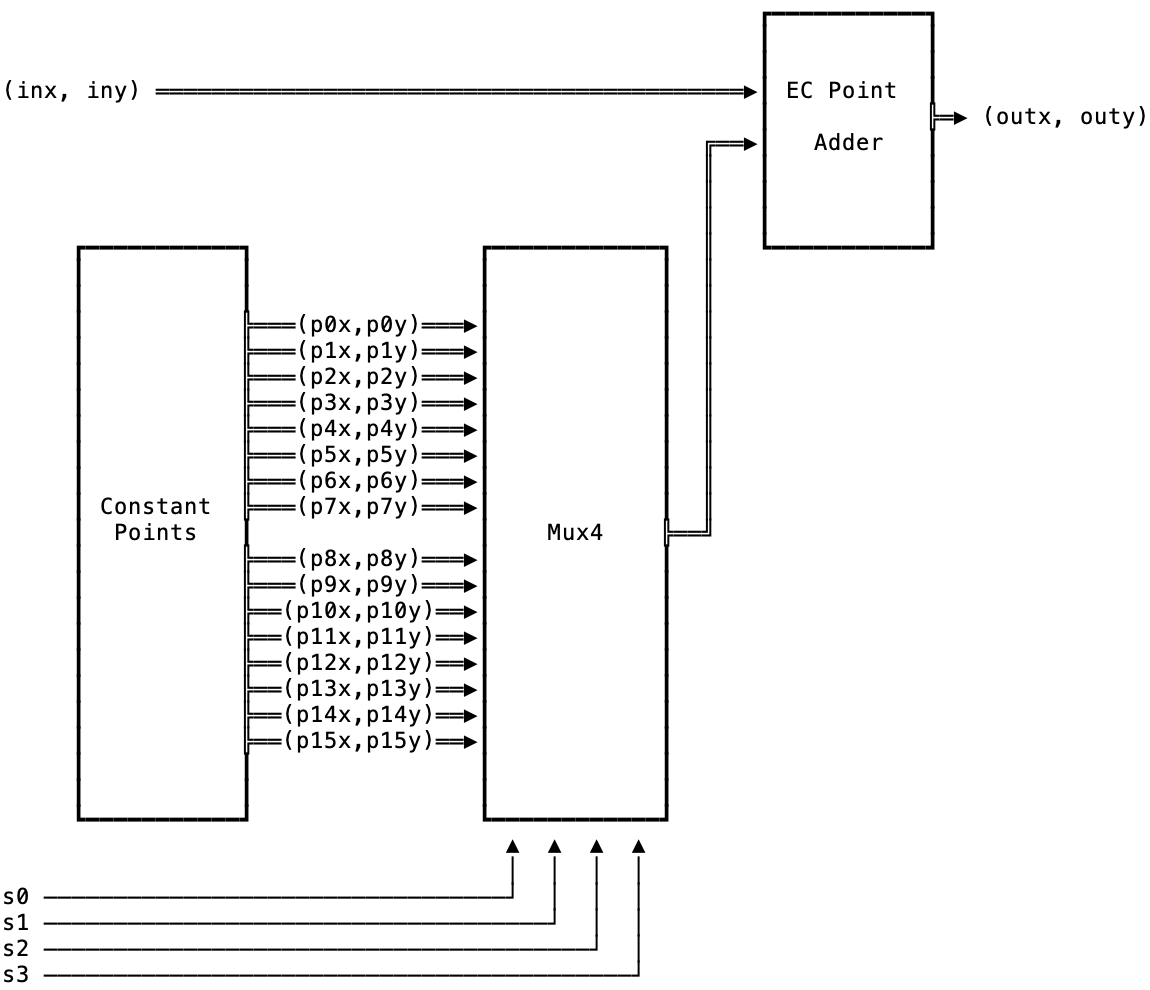 (inx, iny)
EC Point
Adder
(outx, outy)
(p0x,p0y)
(p1x,p1y)
(p2x,p2y)
(p3x,p3y)
(p4x,p4y)
(p5x,p5y)
(p6x,p6y)
(p7x,p7y)
Constant
Points
Mux4
(p8x,p8y)
(p9x,p9y)
(p10x,p10y)
(p11x,p11y)
(p12x,p12y)
(p13x,p13y)
(p14x,p14y)
(p15x,p15y)
s0
s1
s2
s3